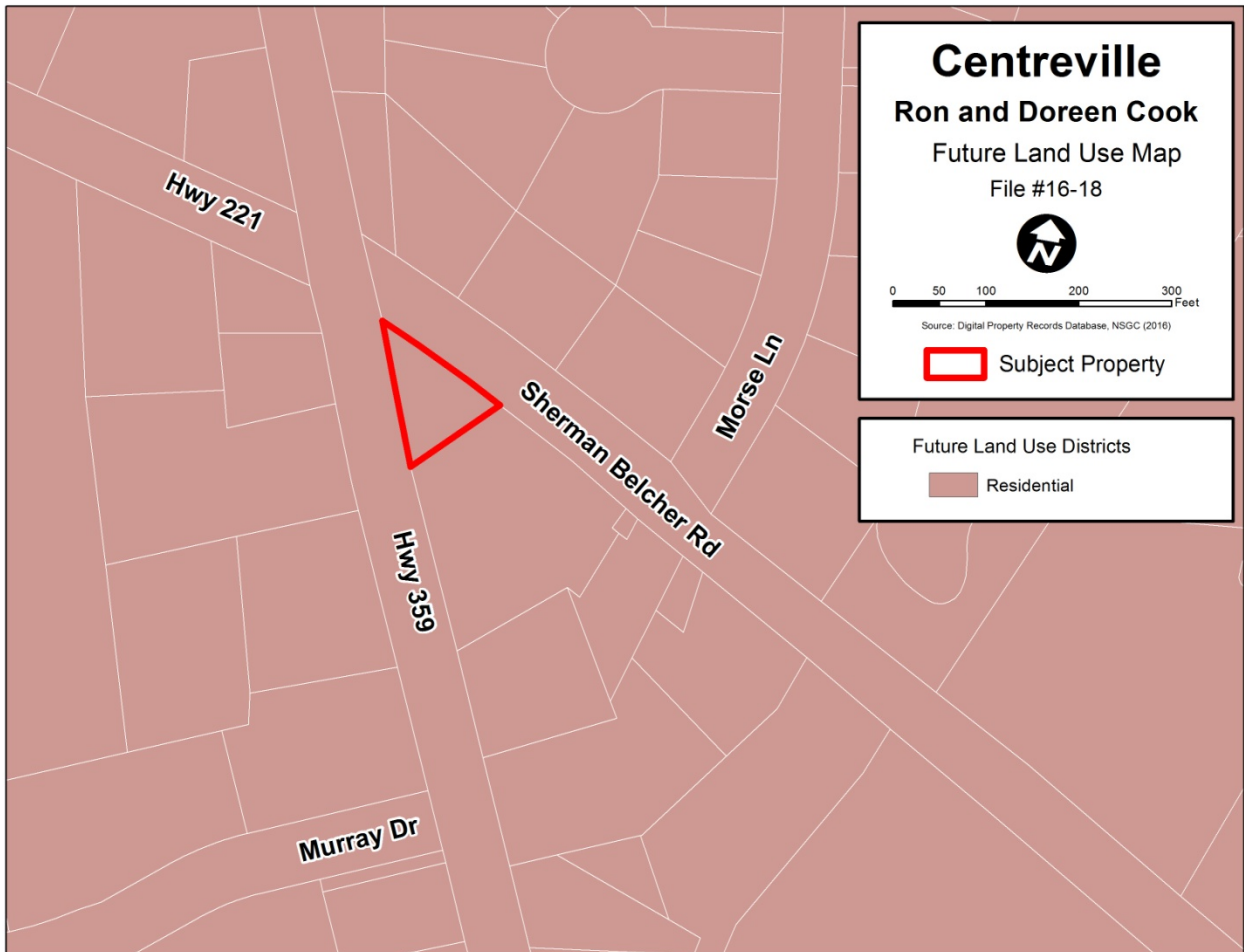 Centreville
Ron and Doreen Cook
Future Land Use Map
File #16-18
N
0 50 100 200 300
Feet
Source: Digital Property Records Database, NSGC (2016)
Subject Property
Future Land Use Districts
Residential
Hwy 221
Morse Ln
Sherman Belcher Rd
Hwy 359
Murray Dr